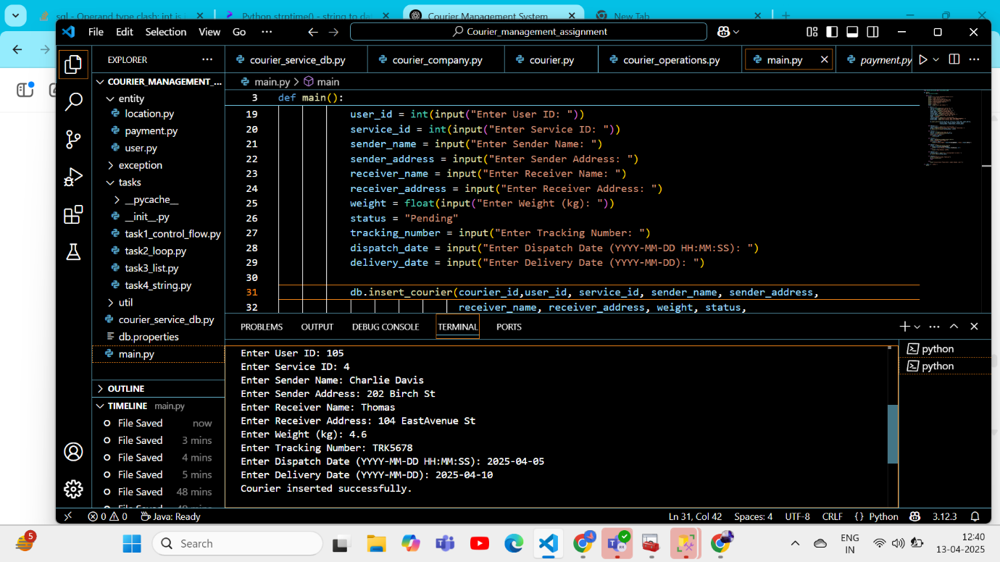 sql - Operand type clash: int is i
Python strptime() - string to dat
Courier Management System
New Tab
File Edit Selection View Go ···
Courier_management_assignment
EXPLORER
courier_service_db.py
courier_company.py
courier.py
courier_operations.py
main.py
payment.py
COURIER_MANAGEMENT_...
entity
location.py
payment.py
user.py
exception
tasks
__pycache__
__init__.py
task1_control_flow.py
task2_loop.py
task3_list.py
task4_string.py
util
courier_service_db.py
db.properties
main.py
OUTLINE
TIMELINE main.py
File Saved now
File Saved 3 mins
File Saved 4 mins
File Saved 5 mins
File Saved 48 mins
main.py > main
3 def main():
19 user_id = int(input("Enter User ID: "))
20 service_id = int(input("Enter Service ID: "))
21 sender_name = input("Enter Sender Name: ")
22 sender_address = input("Enter Sender Address: ")
23 receiver_name = input("Enter Receiver Name: ")
24 receiver_address = input("Enter Receiver Address: ")
25 weight = float(input("Enter Weight (kg): "))
26 status = "Pending"
27 tracking_number = input("Enter Tracking Number: ")
28 dispatch_date = input("Enter Dispatch Date (YYYY-MM-DD HH:MM:SS): ")
29 delivery_date = input("Enter Delivery Date (YYYY-MM-DD): ")
30
31 db.insert_courier(courier_id,user_id, service_id, sender_name, sender_address,
32 receiver_name, receiver_address, weight, status,
PROBLEMS OUTPUT DEBUG CONSOLE TERMINAL PORTS
Enter User ID: 105
Enter Service ID: 4
Enter Sender Name: Charlie Davis
Enter Sender Address: 202 Birch St
Enter Receiver Name: Thomas
Enter Receiver Address: 104 EastAvenue St
Enter Weight (kg): 4.6
Enter Tracking Number: TRK5678
Enter Dispatch Date (YYYY-MM-DD HH:MM:SS): 2025-04-05
Enter Delivery Date (YYYY-MM-DD): 2025-04-10
Courier inserted successfully.
python
python
0 0 Java: Ready
Ln 31, Col 42 Spaces: 4 UTF-8 CRLF {} Python 3.12.3
5
Search
ENG
IN
12:40
13-04-2025